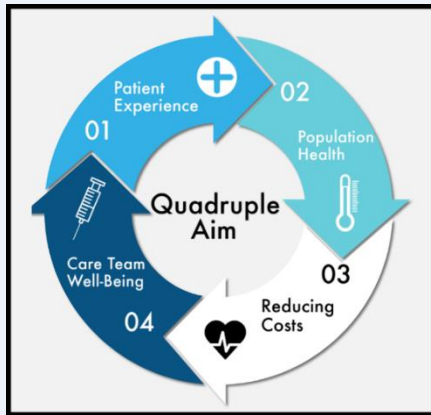 Quadruple
Aim
01
Patient
Experience
02
Population
Health
03
Reducing
Costs
04
Care Team
Well-Being